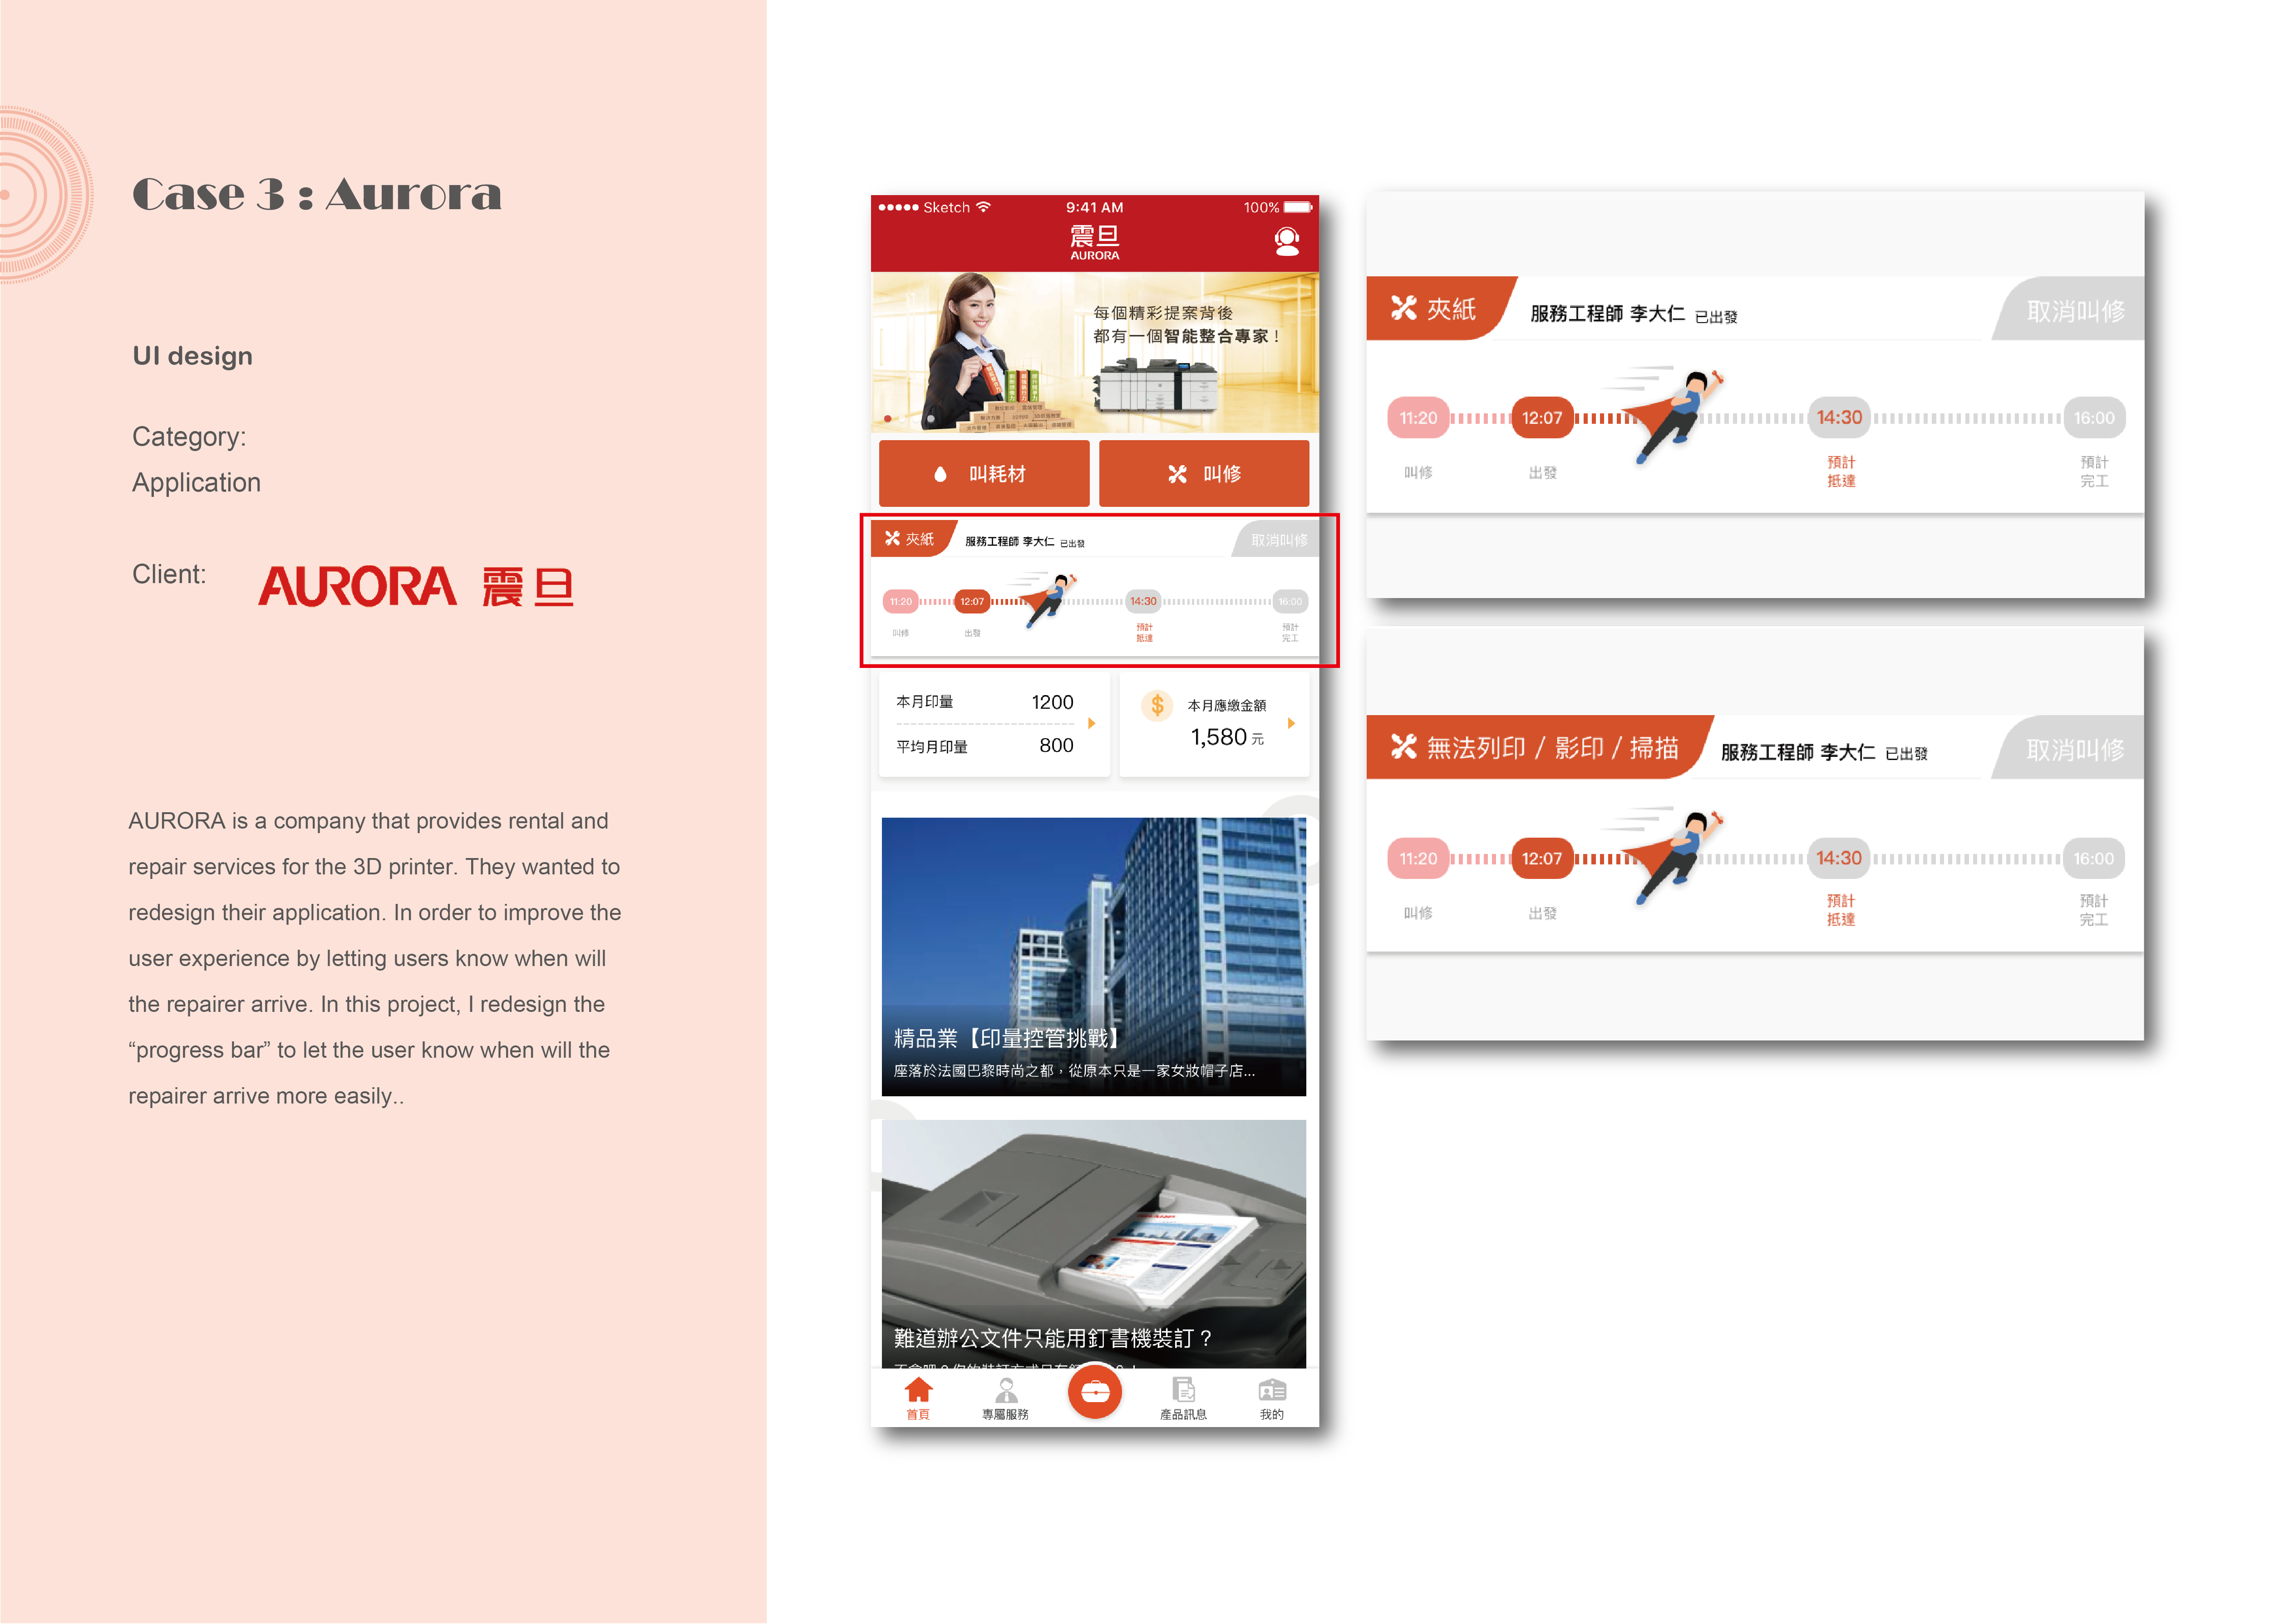 Case 3 : Aurora
UI design
Category:
Application
Client:
AURORA 震旦
AURORA is a company that provides rental and
repair services for the 3D printer. They wanted to
redesign their application. In order to improve the
user experience by letting users know when will
the repairer arrive. In this project, I redesign the
“progress bar” to let the user know when will the
repairer arrive more easily..
Sketch 9:41 AM 100%
震旦
AURORA
每個精彩提案背後
都有一個智能整合專家！
叫耗材 叫修
夾紙 服務工程師 李大仁 已出發 取消叫修
11:20 12:07 14:30 16:00
叫修 出發 預計 預計
抵達 完工
本月印量 1200
平均月印量 800
$ 本月應繳金額
1,580 元
精品業【印量控管挑戰】
座落於法國巴黎時尚之都，從原本只是一家女妝帽子店...
難道辦公文件只能用釘書機裝訂？
首頁 專屬服務 產品訊息 我的
夾紙 服務工程師 李大仁 已出發 取消叫修
11:20 12:07 14:30 16:00
叫修 出發 預計 預計
抵達 完工
無法列印 / 影印 / 掃描 服務工程師 李大仁 已出發 取消叫修
11:20 12:07 14:30 16:00
叫修 出發 預計 預計
抵達 完工